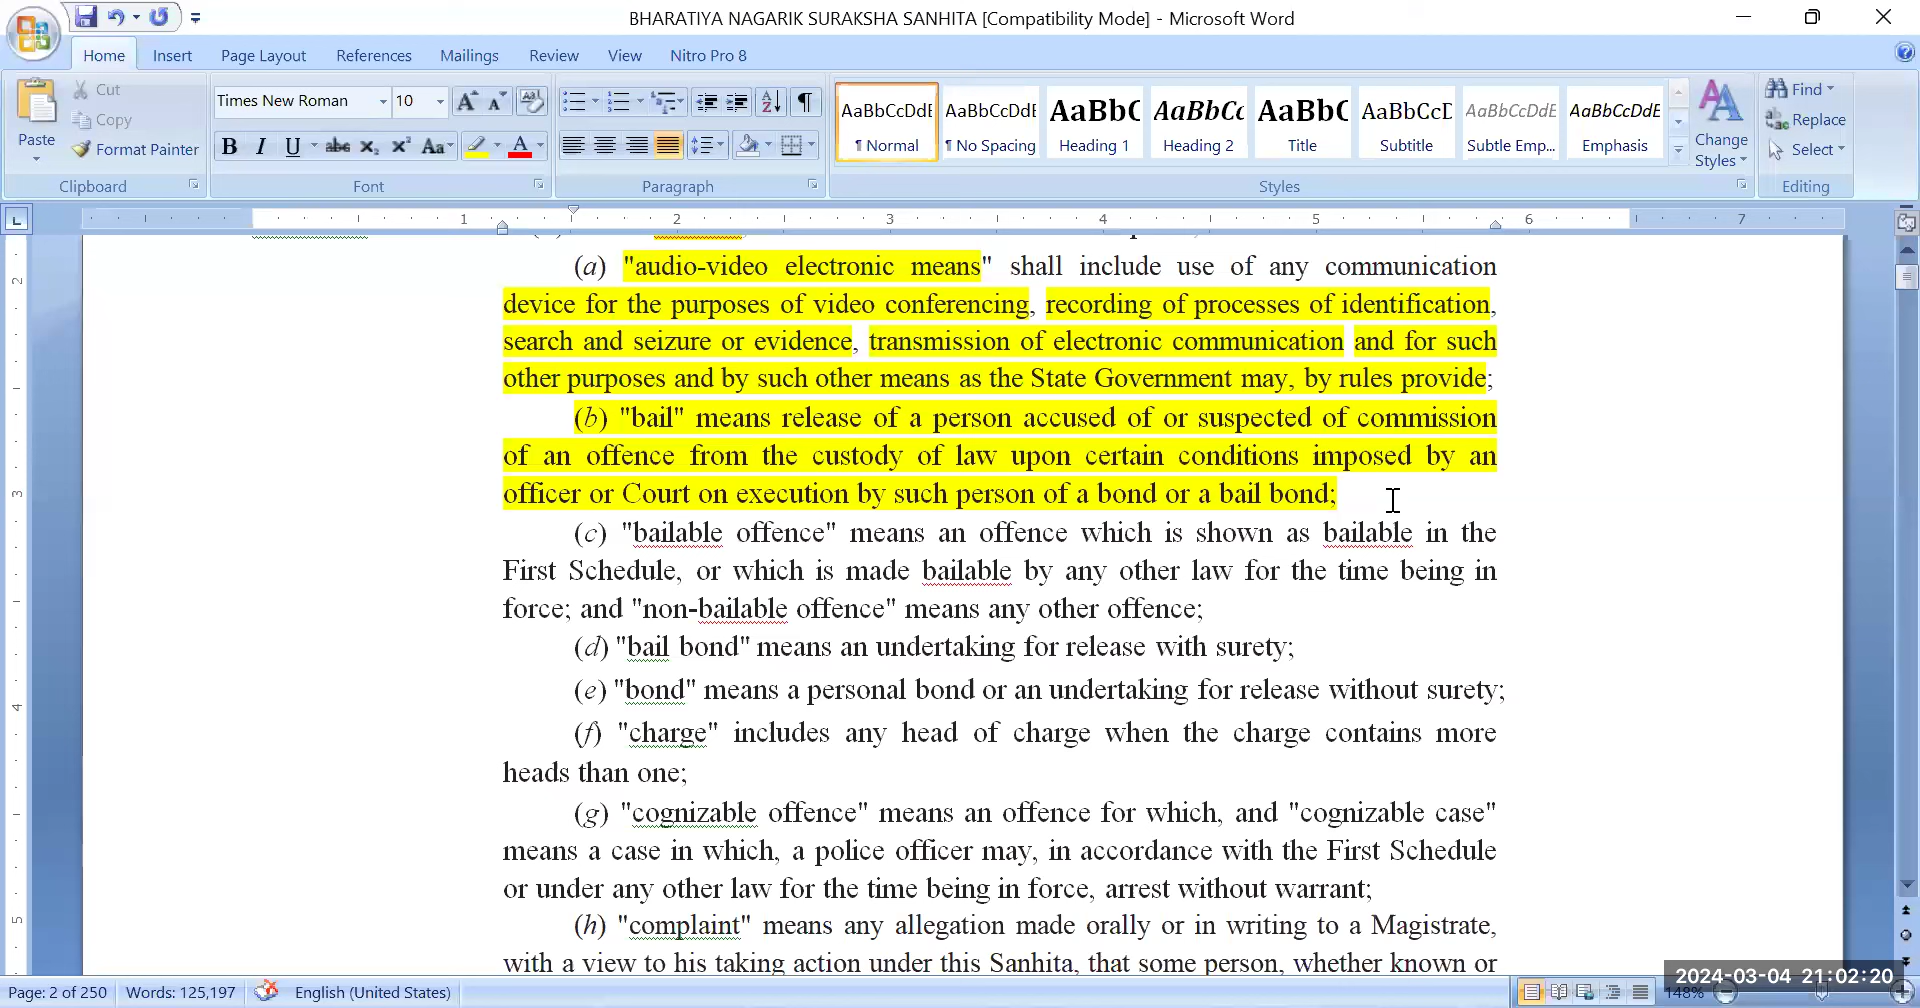 BHARATIYA NAGARIK SURAKSHA SANHITA [Compatibility Mode] - Microsoft Word
Home Insert Page Layout References Mailings Review View Nitro Pro 8
Paste
Cut
Copy
Format Painter
Clipboard
Times New Roman 10
Font
Paragraph
AaBbCcDdE AaBbCcDdE AaBbC AaBbCc AaBbC AaBbCcD AaBbCcDdE AaBbCcDdE
¶ Normal ¶ No Spacing Heading 1 Heading 2 Title Subtitle Subtle Emp... Emphasis
Change Styles
Styles
Find
Replace
Select
Editing
1 2 3 4 5 6 7
(a) "audio-video electronic means" shall include use of any communication
device for the purposes of video conferencing, recording of processes of identification,
search and seizure or evidence, transmission of electronic communication and for such
other purposes and by such other means as the State Government may, by rules provide;
(b) "bail" means release of a person accused of or suspected of commission
of an offence from the custody of law upon certain conditions imposed by an
officer or Court on execution by such person of a bond or a bail bond;
(c) "bailable offence" means an offence which is shown as bailable in the
First Schedule, or which is made bailable by any other law for the time being in
force; and "non-bailable offence" means any other offence;
(d) "bail bond" means an undertaking for release with surety;
(e) "bond" means a personal bond or an undertaking for release without surety;
(f) "charge" includes any head of charge when the charge contains more
heads than one;
(g) "cognizable offence" means an offence for which, and "cognizable case"
means a case in which, a police officer may, in accordance with the First Schedule
or under any other law for the time being in force, arrest without warrant;
(h) "complaint" means any allegation made orally or in writing to a Magistrate,
with a view to his taking action under this Sanhita, that some person, whether known or
2024-03-04 21:02:20
Page: 2 of 250 Words: 125,197 English (United States) 148%